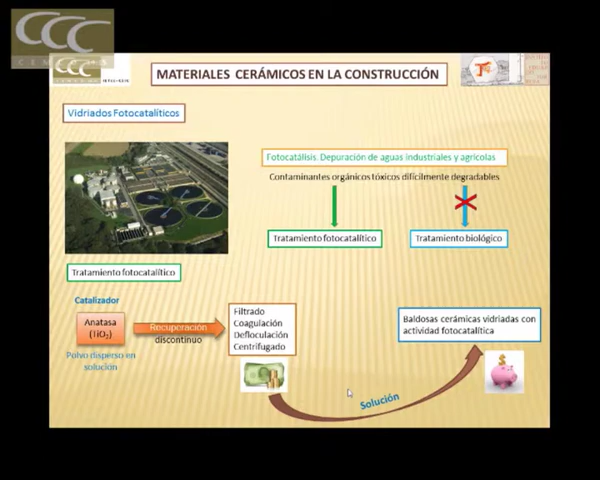 CCC
CCC
MATERIALES CERÁMICOS EN LA CONSTRUCCIÓN
Vidriados Fotocatalíticos
Fotocatálisis. Depuración de aguas industriales y agrícolas
Contaminantes orgánicos tóxicos difícilmente degradables
Tratamiento fotocatalítico
Tratamiento biológico
Tratamiento fotocatalítico
Catalizador
Anatasa
(TiO2)
Polvo disperso en
solución
Recuperación
discontinuo
Filtrado
Coagulación
Defloculación
Centrifugado
Baldosas cerámicas vidriadas con
actividad fotocatalítica
Solución